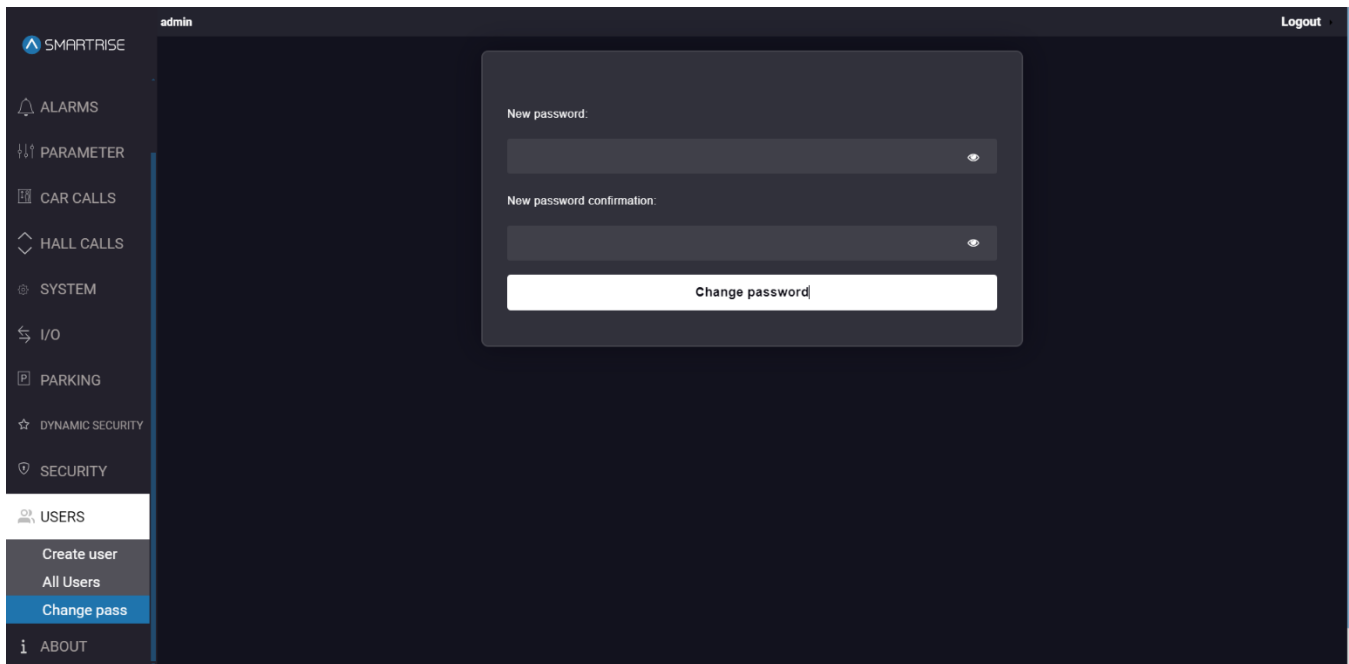 admin
Logout
SMARTRISE
ALARMS
PARAMETER
CAR CALLS
HALL CALLS
SYSTEM
I/O
P PARKING
DYNAMIC SECURITY
SECURITY
USERS
Create user
All Users
Change pass
i ABOUT
New password:
New password confirmation:
Change password